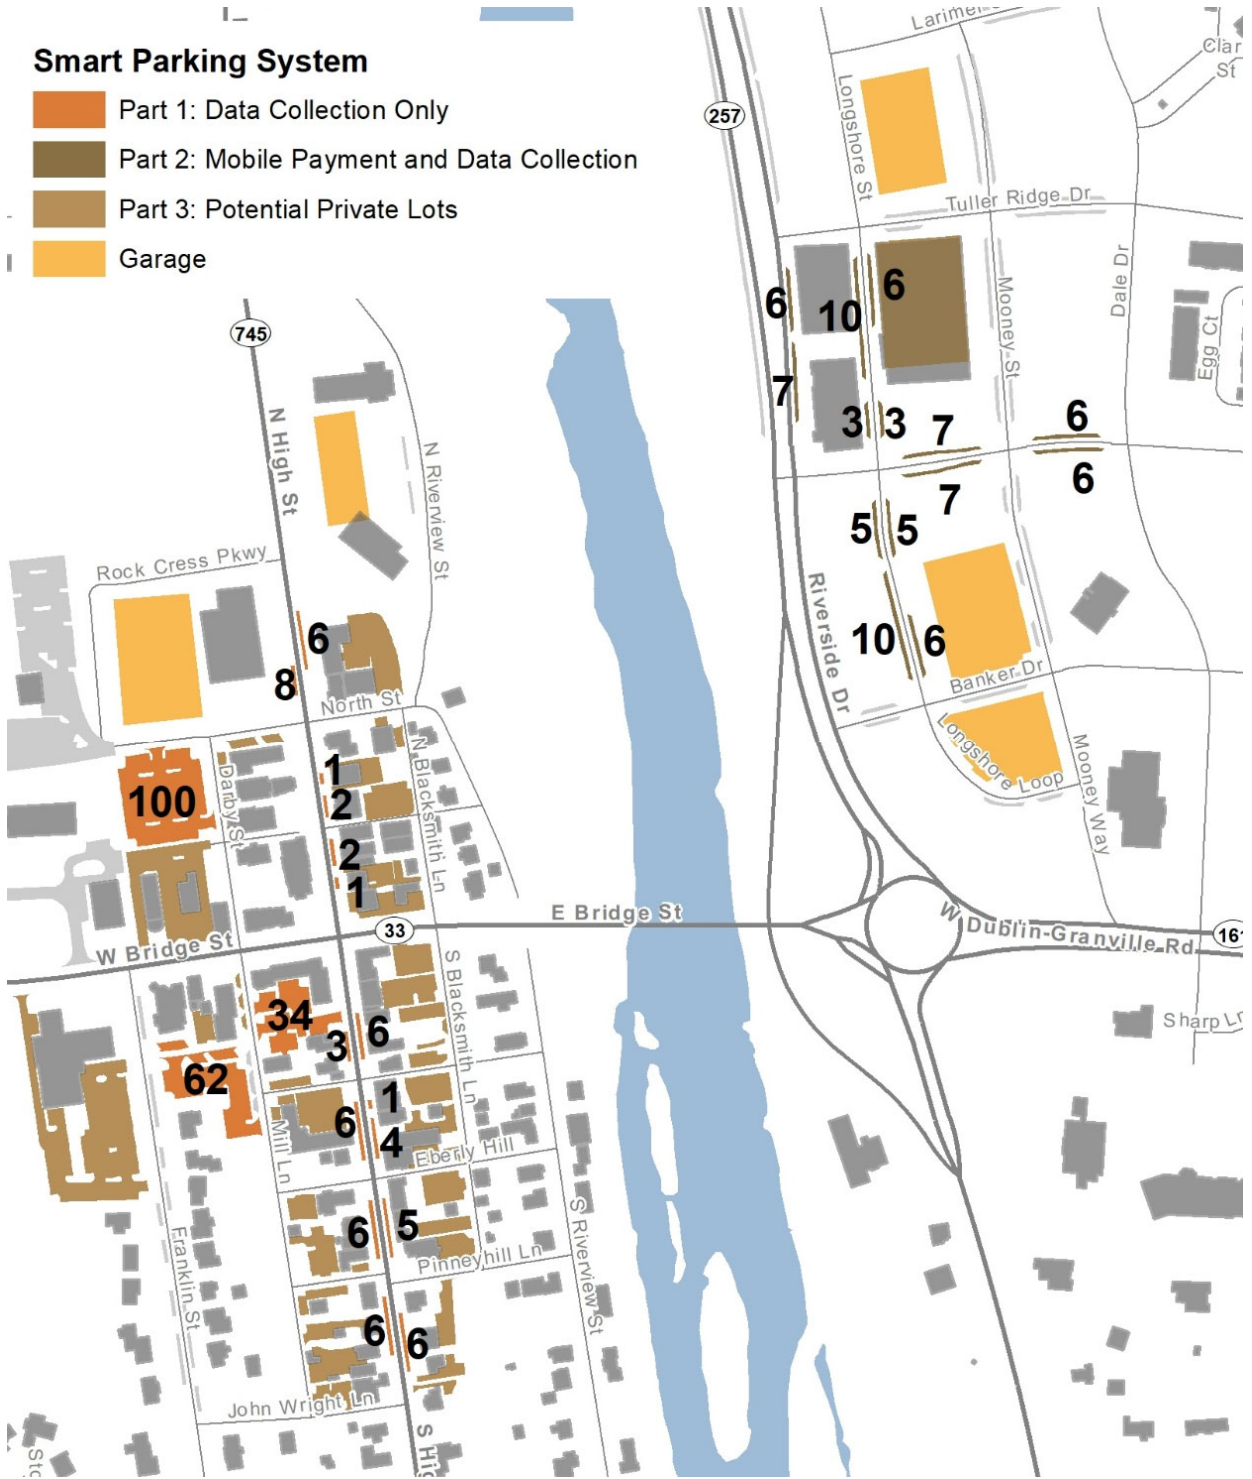 Smart Parking System
Part 1: Data Collection Only
Part 2: Mobile Payment and Data Collection
Part 3: Potential Private Lots
Garage
Larimer
Clar
St
257
Longshore St
Tuller Ridge Dr
Dale Dr
Mooney St
Egg Ct
6
10
6
7
3
3
7
6
7
6
5
5
10
6
Riverside Dr
Banker Dr
Longshore Loop
Mooney Way
745
N High St
N Riverview St
Rock Cress Pkwy
6
8
North St
100
Darby St
1
2
N Blacksmith Ln
2
1
W Bridge St
33
E Bridge St
W Dublin-Granville Rd
161
Sharp Ln
34
3
6
S Blacksmith Ln
62
6
1
4
Mill Ln
Eberly Hill
6
5
Pinneyhill Ln
Franklin St
S Riverview St
6
6
John Wright Ln
S Hig